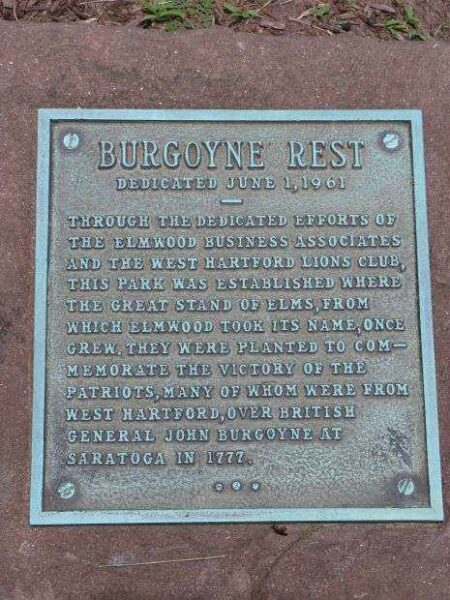 BURGOYNE REST
DEDICATED JUNE 1, 1961
THROUGH THE DEDICATED EFFORTS OF
THE ELMWOOD BUSINESS ASSOCIATES
AND THE WEST HARTFORD LIONS CLUB,
THIS PARK WAS ESTABLISHED WHERE
THE GREAT STAND OF ELMS, FROM
WHICH ELMWOOD TOOK ITS NAME, ONCE
GREW. THEY WERE PLANTED TO COM—
MEMORATE THE VICTORY OF THE
PATRIOTS, MANY OF WHOM WERE FROM
WEST HARTFORD, OVER BRITISH
GENERAL JOHN BURGOYNE AT
SARATOGA IN 1777.